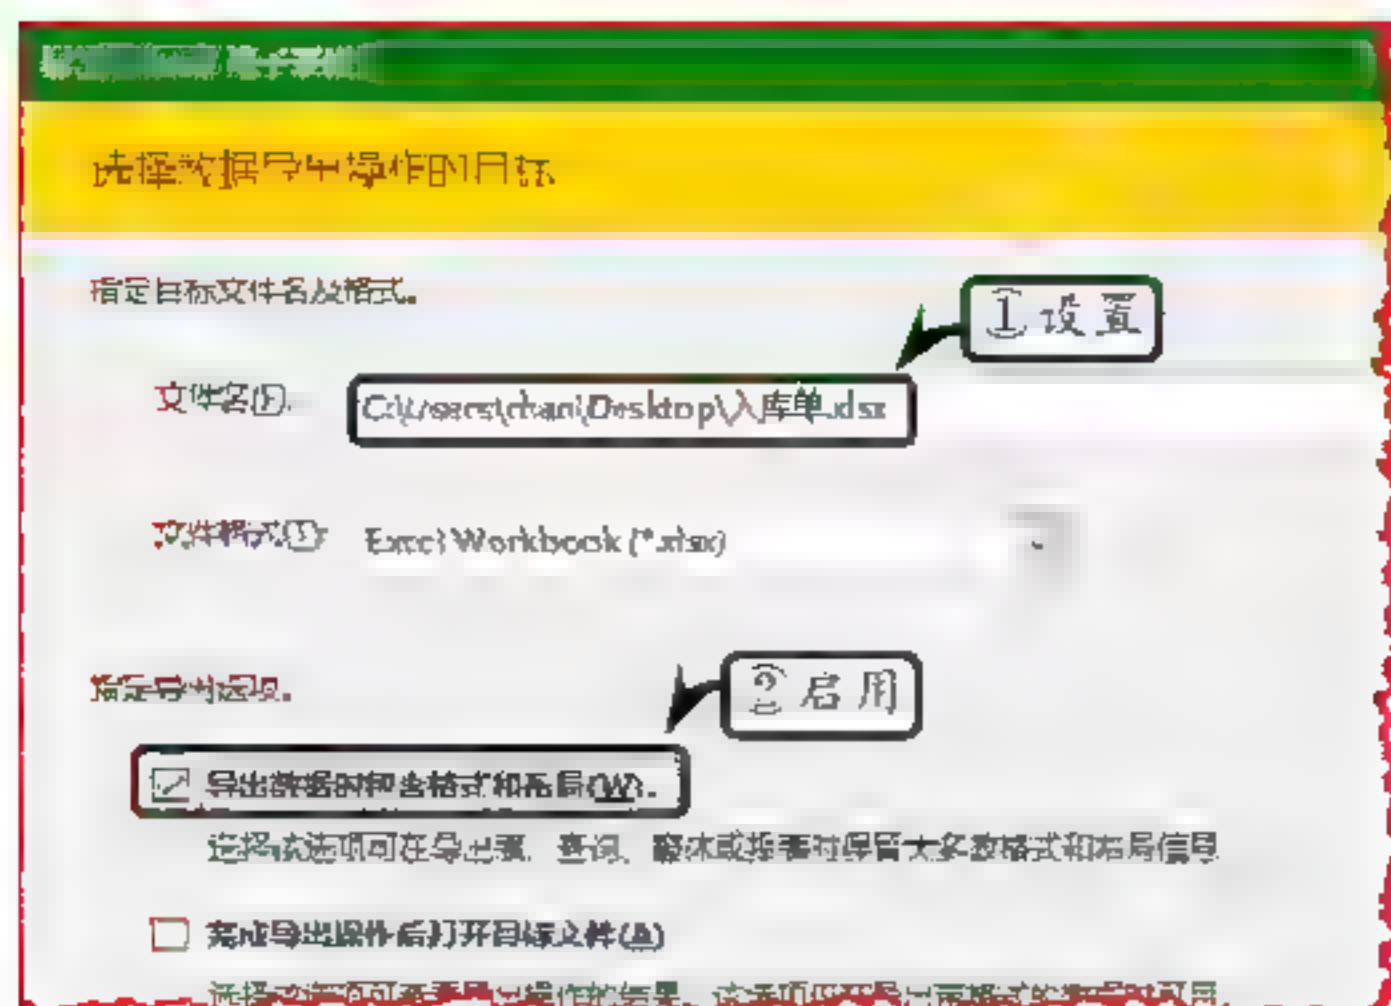 选择数据导出操作的目标
指定目标文件名及格式。
① 设置
文件名(F):
C:\Users\chan\Desktop\入库单.xlsx
文件格式(T):
Excel Workbook (*.xlsx)
指定导出选项。
② 启用
导出数据时包含格式和布局(W)。
选择该选项可在导出表、查询、窗体或报表时保留大多数格式和布局信息
完成导出操作后打开目标文件(A)